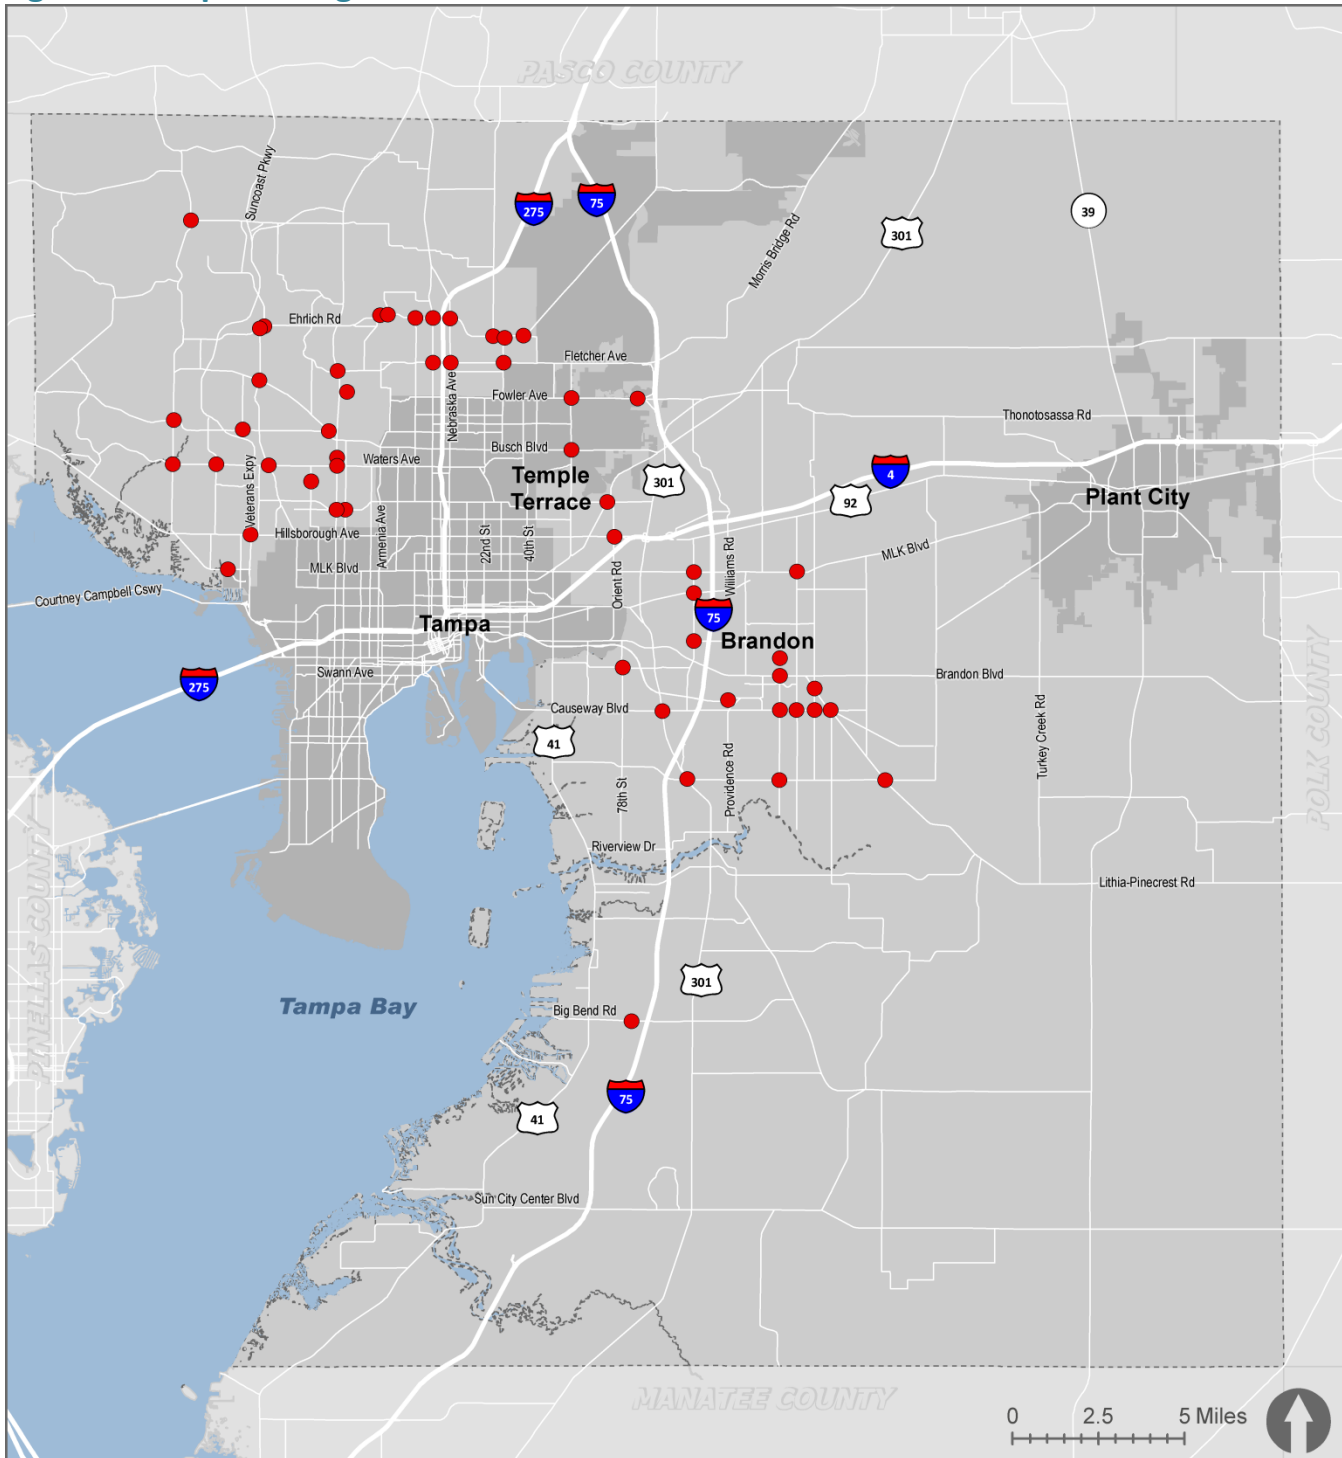 PASCO COUNTY
Suncoast Pkwy
275
75
Morris Bridge Rd
301
39
Ehrlich Rd
Fletcher Ave
Nebraska Ave
Fowler Ave
Thonotosassa Rd
Busch Blvd
Waters Ave
Veterans Expy
Temple
Terrace
301
4
92
Plant City
Armenia Ave
Hillsborough Ave
22nd St
40th St
MLK Blvd
MLK Blvd
Orient Rd
Williams Rd
Courtney Campbell Cswy
75
Tampa
Brandon
Swann Ave
275
Brandon Blvd
Causeway Blvd
41
Turkey Creek Rd
POLK COUNTY
78th St
Providence Rd
Riverview Dr
Lithia-Pinecrest Rd
PINELLAS COUNTY
301
Tampa Bay
Big Bend Rd
75
41
Sun City Center Blvd
MANATEE COUNTY
0 2.5 5 Miles